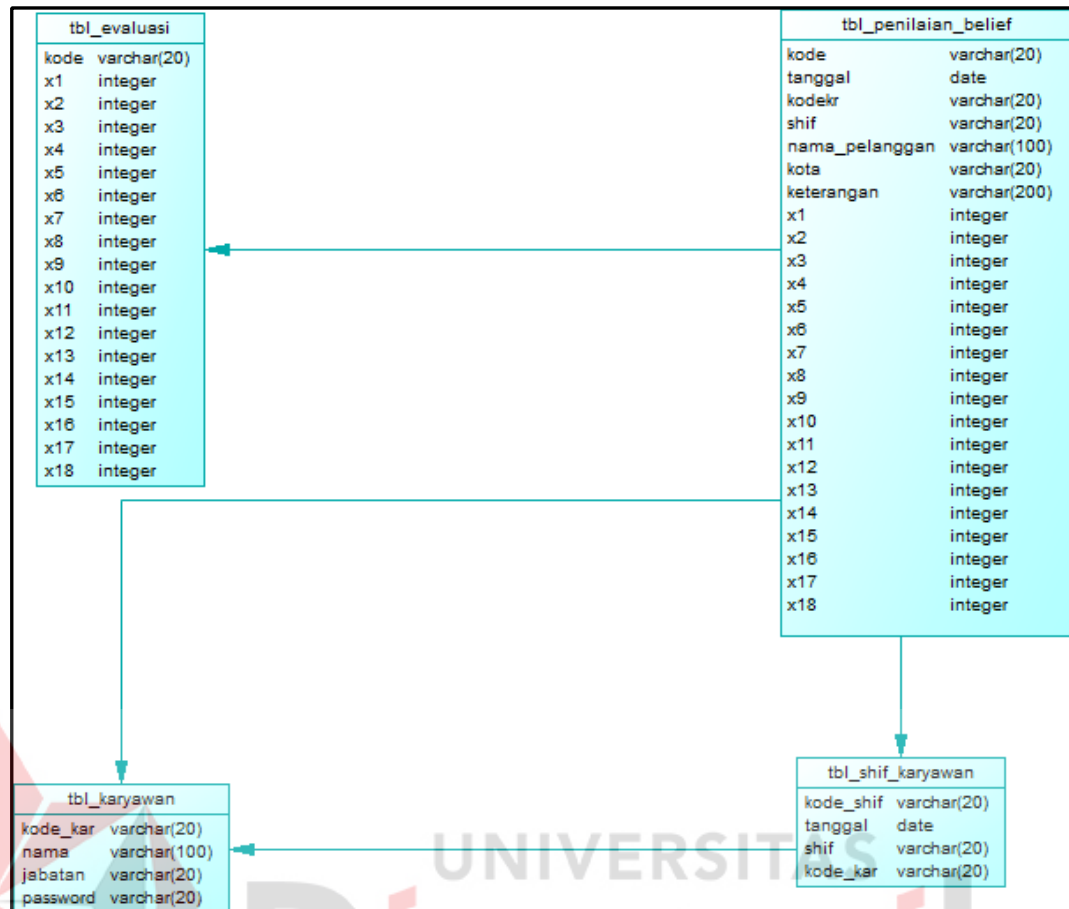 tbl_evaluasi
kode varchar(20)
x1 integer
x2 integer
x3 integer
x4 integer
x5 integer
x6 integer
x7 integer
x8 integer
x9 integer
x10 integer
x11 integer
x12 integer
x13 integer
x14 integer
x15 integer
x16 integer
x17 integer
x18 integer
tbl_penilaian_belief
kode varchar(20)
tanggal date
kodekr varchar(20)
shif varchar(20)
nama_pelanggan varchar(100)
kota varchar(20)
keterangan varchar(200)
x1 integer
x2 integer
x3 integer
x4 integer
x5 integer
x6 integer
x7 integer
x8 integer
x9 integer
x10 integer
x11 integer
x12 integer
x13 integer
x14 integer
x15 integer
x16 integer
x17 integer
x18 integer
tbl_karyawan
kode_kar varchar(20)
nama varchar(100)
jabatan varchar(20)
password varchar(20)
tbl_shif_karyawan
kode_shif varchar(20)
tanggal date
shif varchar(20)
kode_kar varchar(20)
UNIVERSITAS